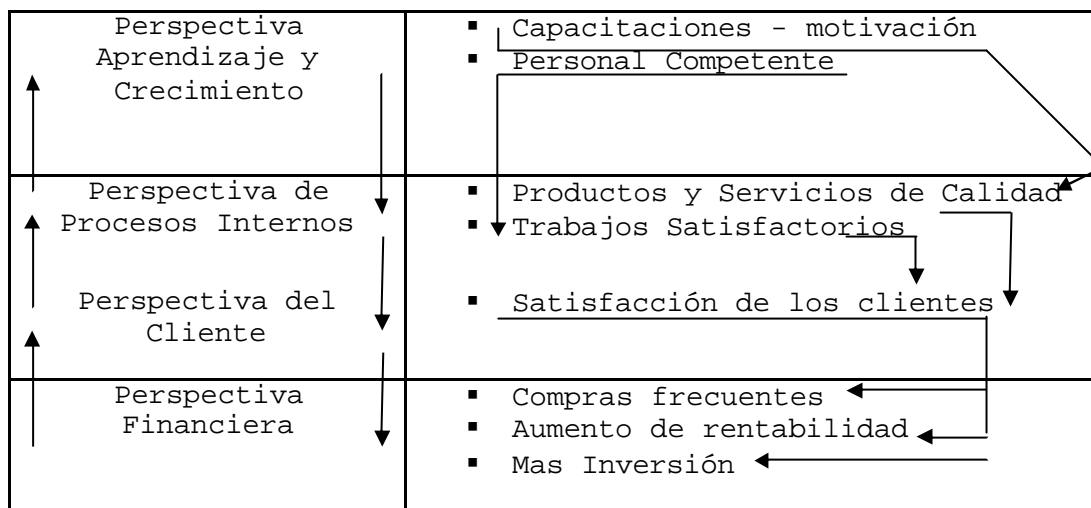 Perspectiva
Aprendizaje y
Crecimiento
▪ Capacitaciones - motivación
▪ Personal Competente
Perspectiva de
Procesos Internos
▪ Productos y Servicios de Calidad
▪ Trabajos Satisfactorios
Perspectiva del
Cliente
▪ Satisfacción de los clientes
Perspectiva
Financiera
▪ Compras frecuentes
▪ Aumento de rentabilidad
▪ Mas Inversión